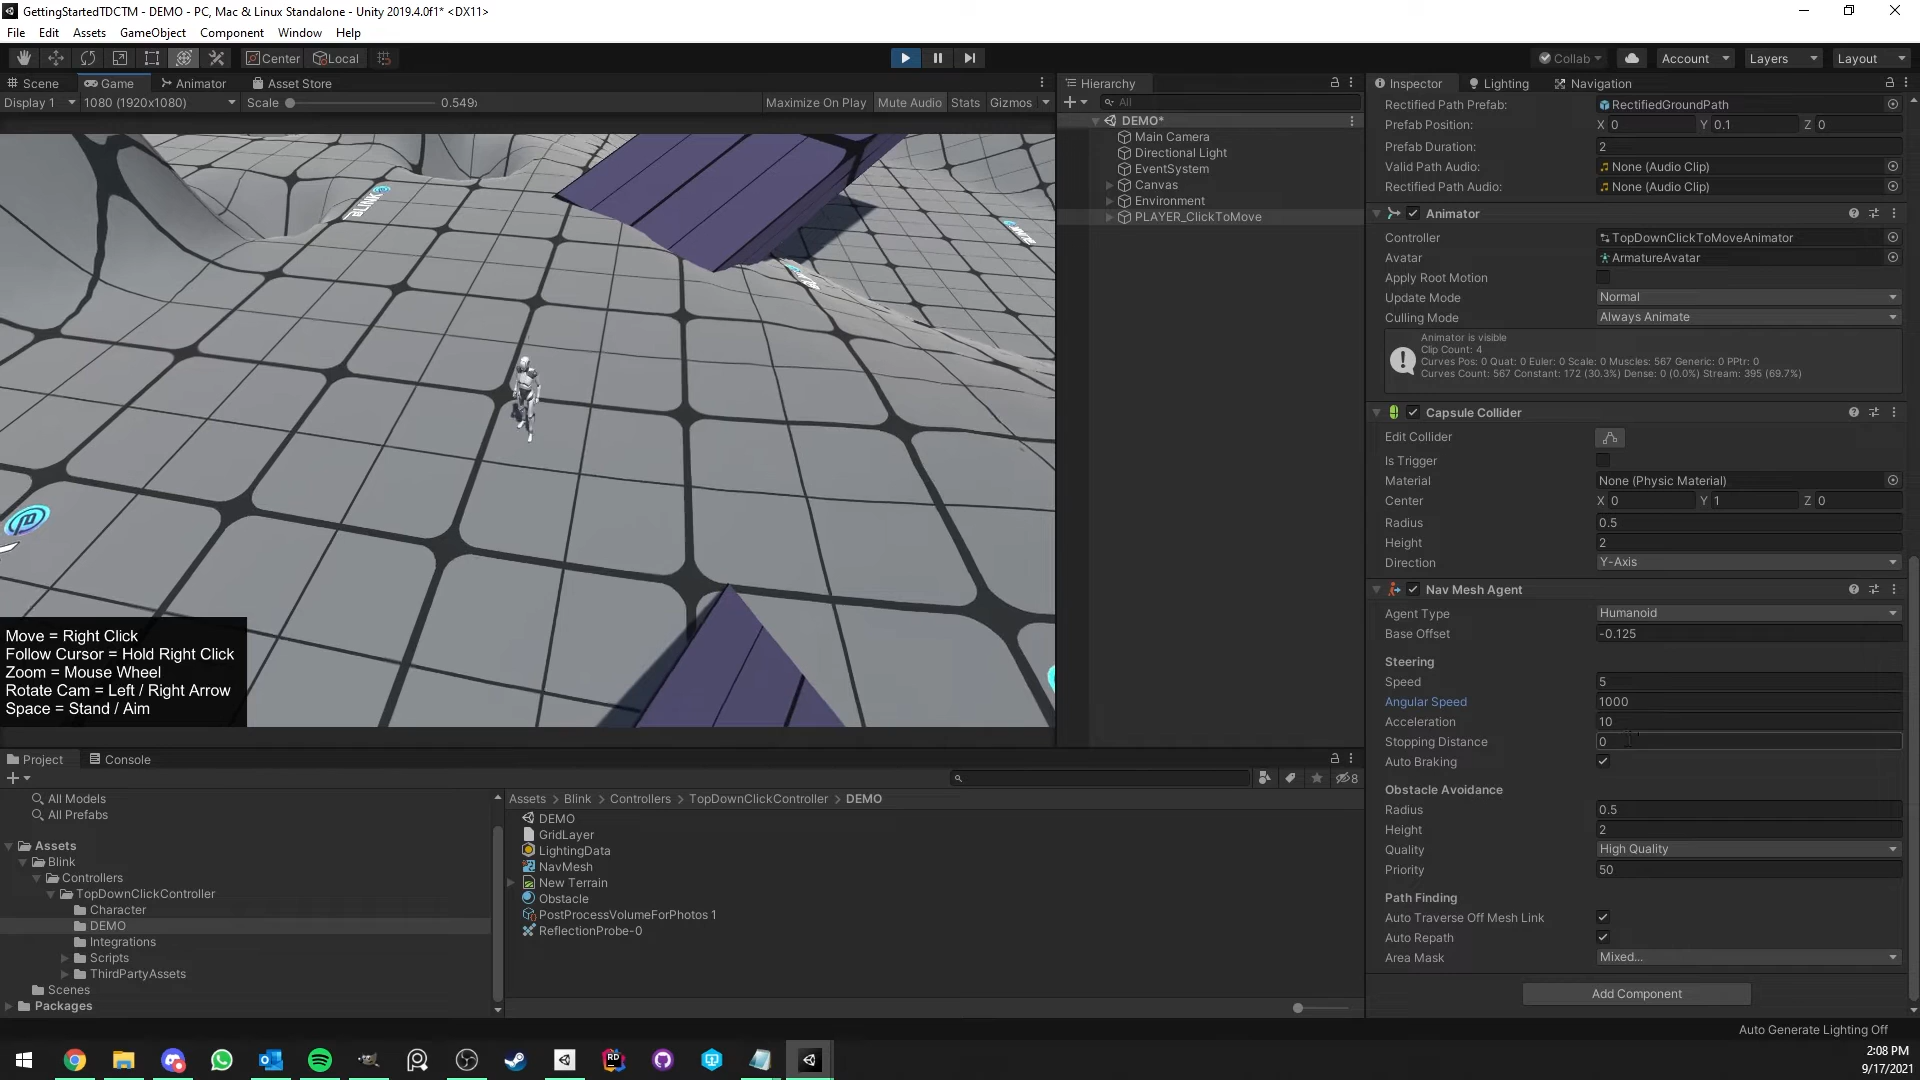 GettingStartedTDCTM - DEMO - PC, Mac & Linux Standalone - Unity 2019.4.0f1* <DX11>
File Edit Assets GameObject Component Window Help
Center Local
Collab Account Layers Layout
Scene Game Animator Asset Store
Display 1 1080 (1920x1080) Scale 0.549x Maximize On Play Mute Audio Stats Gizmos
BLINK
Move = Right Click
Follow Cursor = Hold Right Click
Zoom = Mouse Wheel
Rotate Cam = Left / Right Arrow
Space = Stand / Aim
Hierarchy
All
DEMO*
Main Camera
Directional Light
EventSystem
Canvas
Environment
PLAYER_ClickToMove
Inspector Lighting Navigation
Rectified Path Prefab: RectifiedGroundPath
Prefab Position: X 0 Y 0.1 Z 0
Prefab Duration: 2
Valid Path Audio: None (Audio Clip)
Rectified Path Audio: None (Audio Clip)
Animator
Controller TopDownClickToMoveAnimator
Avatar ArmatureAvatar
Apply Root Motion
Update Mode Normal
Culling Mode Always Animate
Animator is visible
Clip Count: 4
Curves Pos: 0 Quat: 0 Euler: 0 Scale: 0 Muscles: 567 Generic: 0 PPtr: 0
Curves Count: 567 Constant: 172 (30.3%) Dense: 0 (0.0%) Stream: 395 (69.7%)
Capsule Collider
Edit Collider
Is Trigger
Material None (Physic Material)
Center X 0 Y 1 Z 0
Radius 0.5
Height 2
Direction Y-Axis
Nav Mesh Agent
Agent Type Humanoid
Base Offset -0.125
Steering
Speed 5
Angular Speed 1000
Acceleration 10
Stopping Distance 0
Auto Braking
Obstacle Avoidance
Radius 0.5
Height 2
Quality High Quality
Priority 50
Path Finding
Auto Traverse Off Mesh Link
Auto Repath
Area Mask Mixed...
Add Component
Project Console
8
All Models
All Prefabs
Assets
Blink
Controllers
TopDownClickController
Character
DEMO
Integrations
Scripts
ThirdPartyAssets
Scenes
Packages
Assets > Blink > Controllers > TopDownClickController > DEMO
DEMO
GridLayer
LightingData
NavMesh
New Terrain
Obstacle
PostProcessVolumeForPhotos 1
ReflectionProbe-0
Auto Generate Lighting Off
RD
2:08 PM
9/17/2021